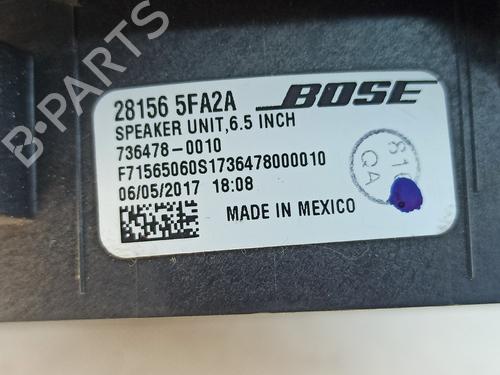 28156 5FA2A BOSE
SPEAKER UNIT,6.5 INCH
736478-0010
F71565060S1736478000010
06/05/2017 18:08
MADE IN MEXICO
QA
B-PARTS